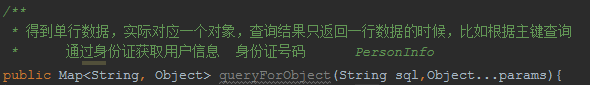 /**
* 得到单行数据，实际对应一个对象，查询结果只返回一行数据的时候，比如根据主键查询
* 通过身份证获取用户信息 身份证号码 PersonInfo
public Map<String, Object> queryForObject(String sql,Object...params){